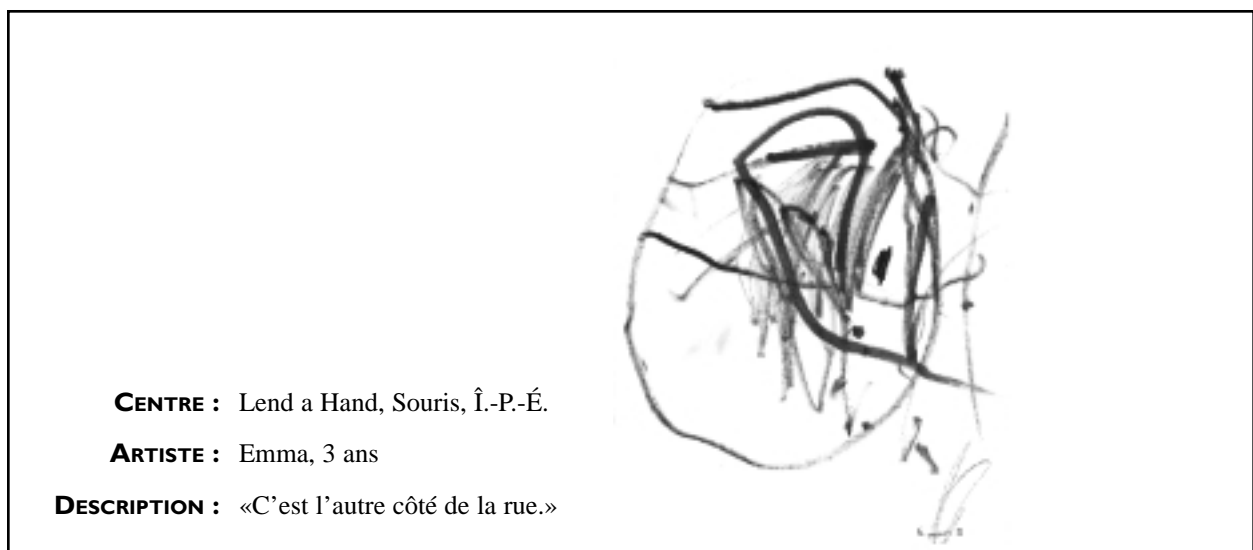 CENTRE : Lend a Hand, Souris, Î.-P.-É.
ARTISTE : Emma, 3 ans
DESCRIPTION : «C'est l'autre côté de la rue.»